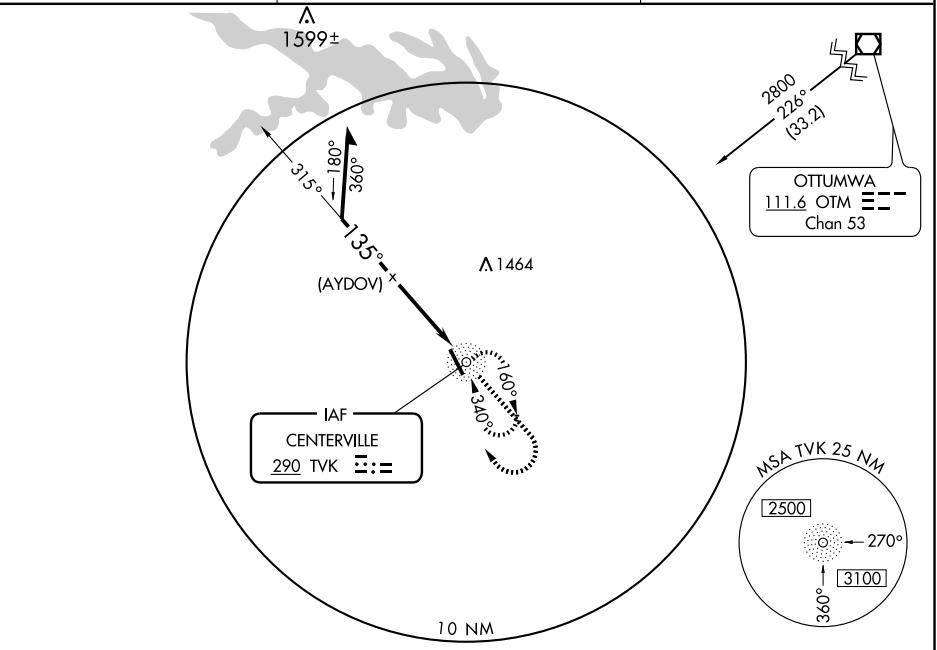 1599±
2800
226°
(33.2)
OTTUMWA
111.6 OTM
Chan 53
315°
180°
360°
135°
(AYDOV)
1464
160°
340°
IAF
CENTERVILLE
290 TVK
MSA TVK 25 NM
2500
270°
3100
360°
10 NM